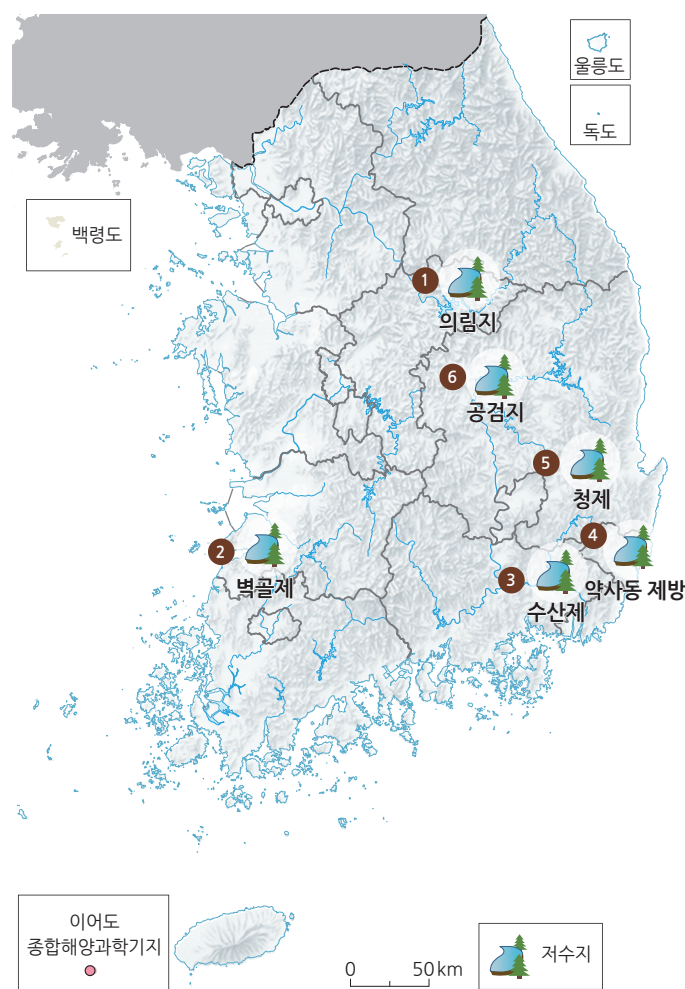 울릉도
독도
백령도
1
의림지
6
공검지
5
청제
2
벽골제
4
약사동 제방
3
수산제
이어도
종합해양과학기지
0 50 km
저수지